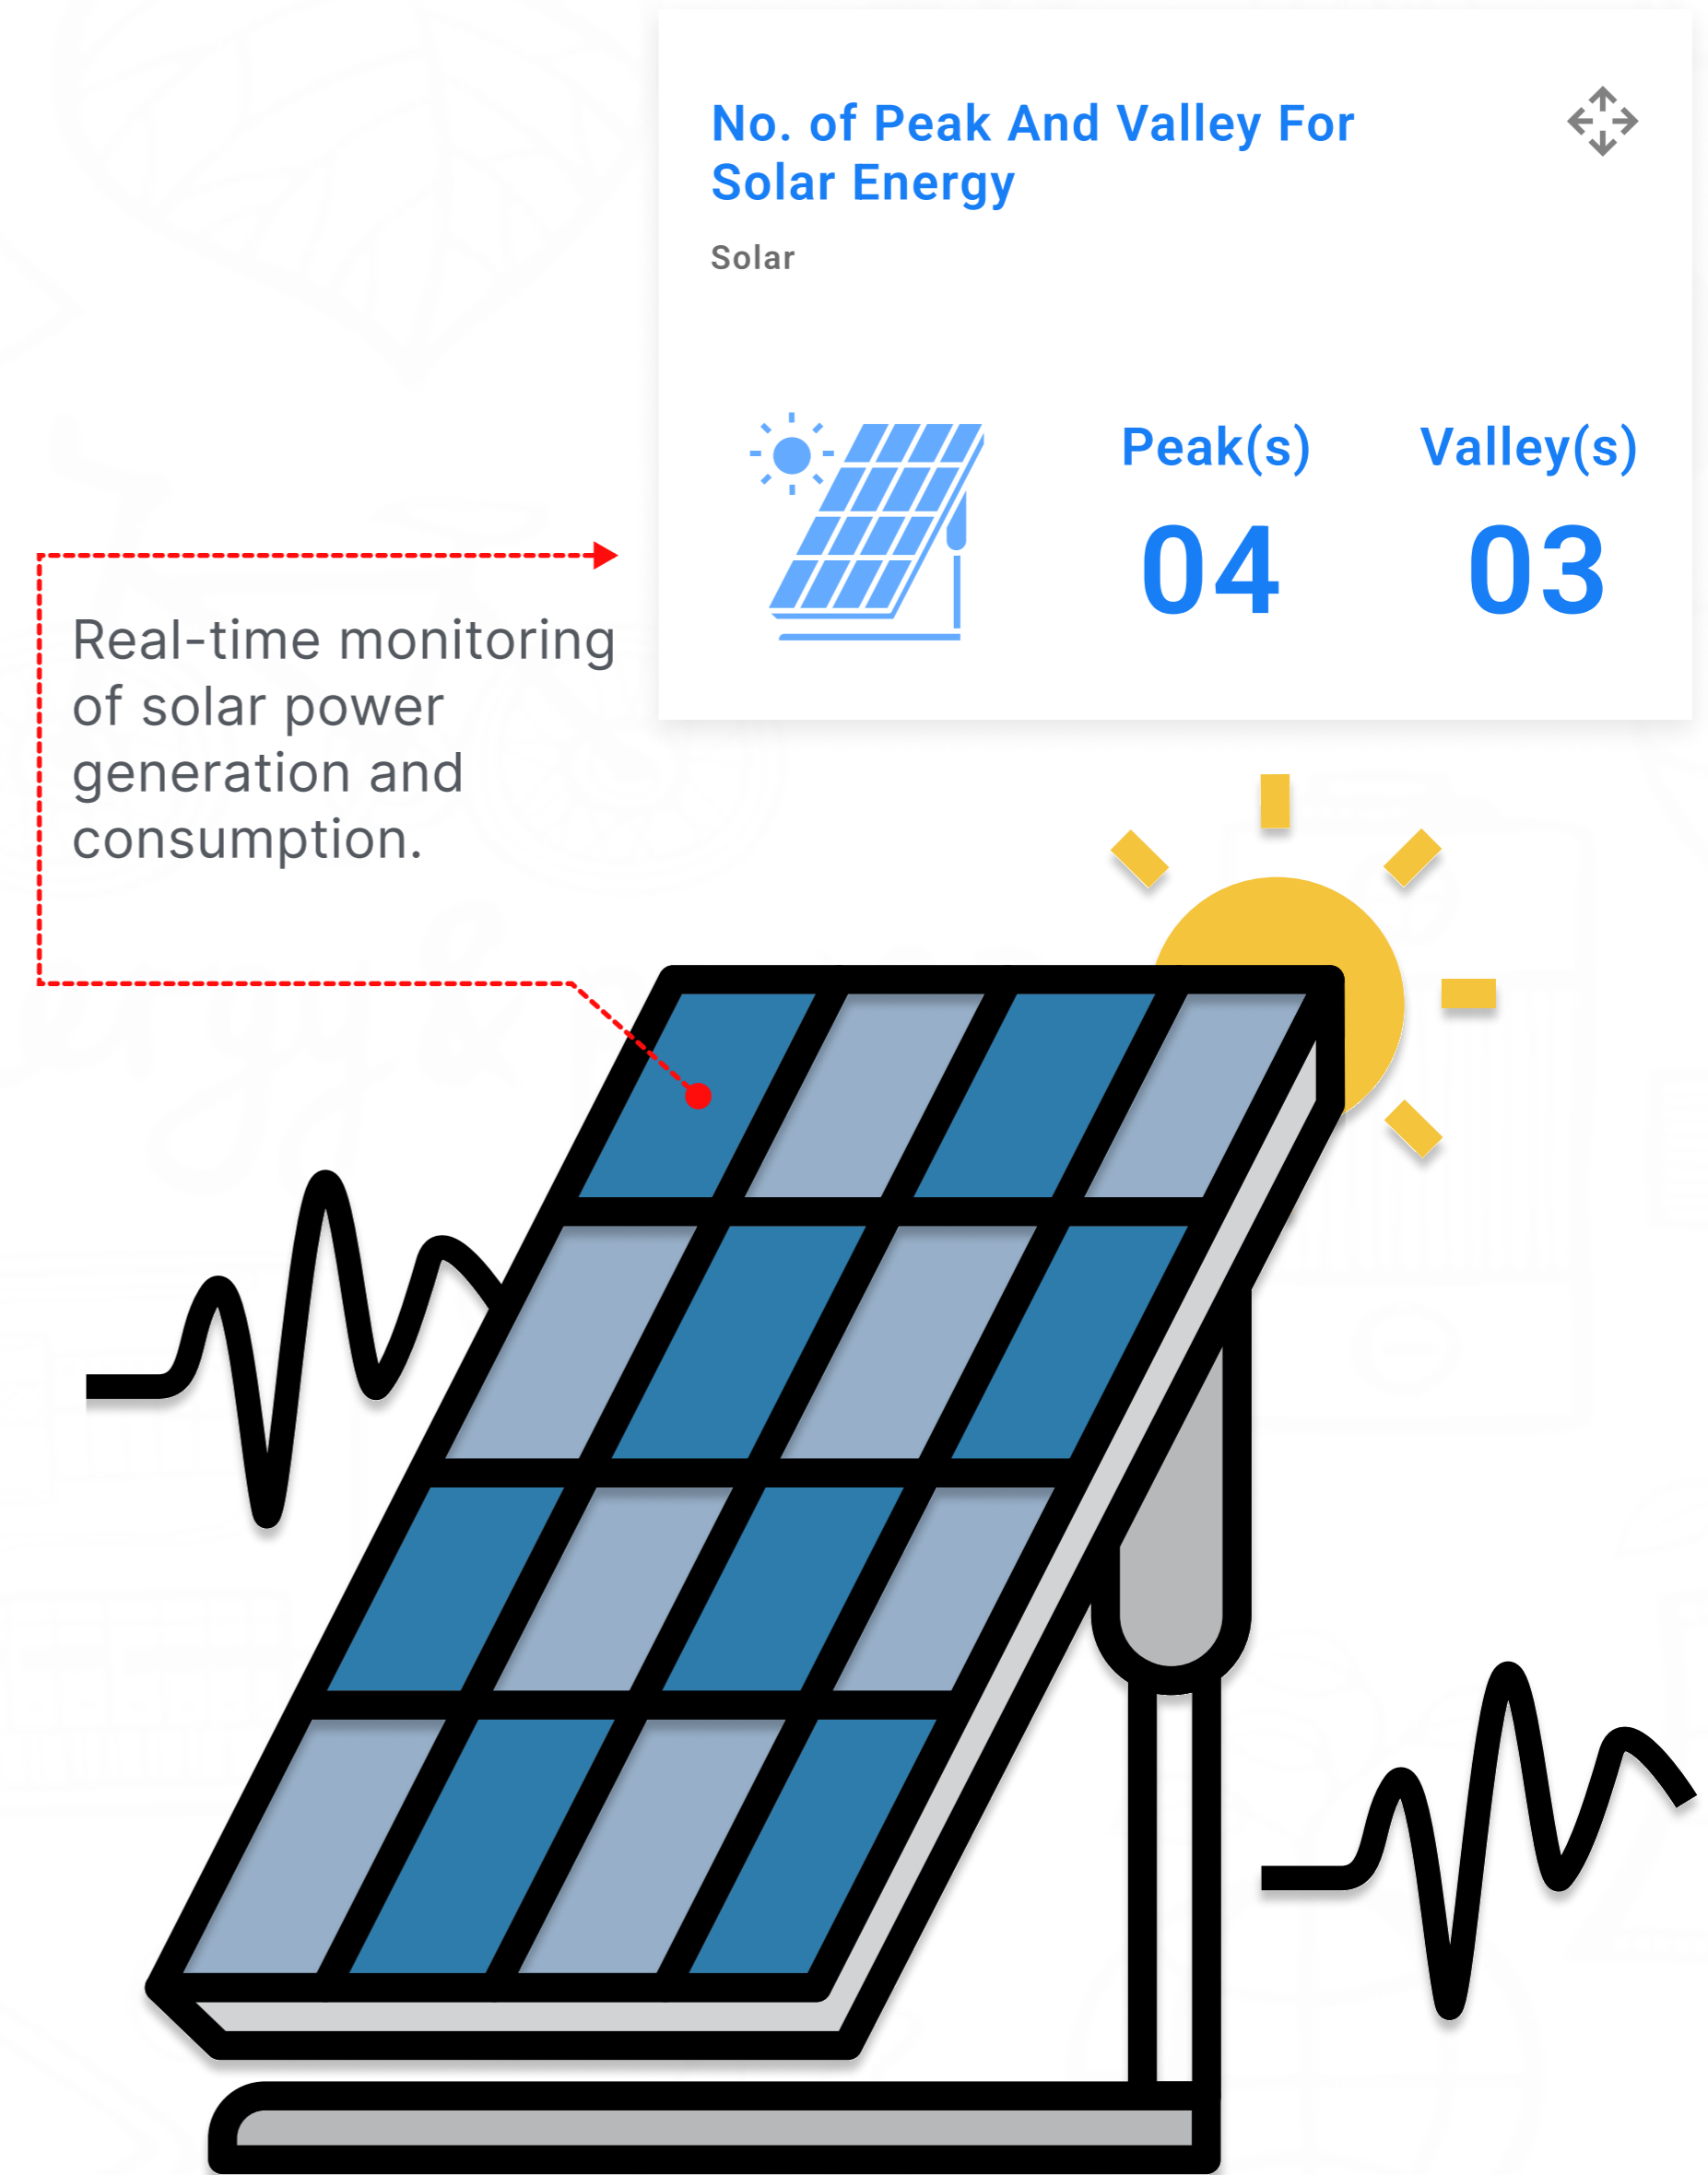 No. of Peak And Valley For
Solar Energy
Solar
Peak(s)
Valley(s)
04
03
Real-time monitoring
of solar power
generation and
consumption.